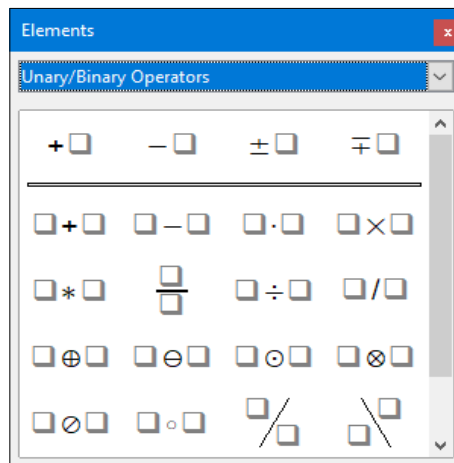 Elements
Unary/Binary Operators
+❏ −❏ ±❏ ∓❏
❏+❏ ❏−❏ ❏·❏ ❏×❏
❏∗❏ ❏/❏ ❏÷❏ ❏/❏
❏⊕❏ ❏⊖❏ ❏⊙❏ ❏⊗❏
❏⊘❏ ❏∘❏ ❏/❏ ❏\❏